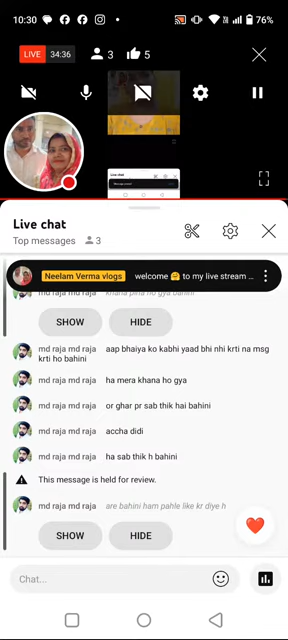 10:30
76%
LIVE 34:36 3 5
Live chat
Top messages 3
Neelam Verma vlogs welcome 🤗 to my live stream ...
md raja md raja khana pina ho gya bahini
SHOW HIDE
md raja md raja aap bhaiya ko kabhi yaad bhi nhi krti na msg
krti ho bahini
md raja md raja ha mera khana ho gya
md raja md raja or ghar pr sab thik hai bahini
md raja md raja accha didi
md raja md raja ha sab thik h bahini
This message is held for review.
md raja md raja are bahini ham pahle like kr diye h
SHOW HIDE
Chat...